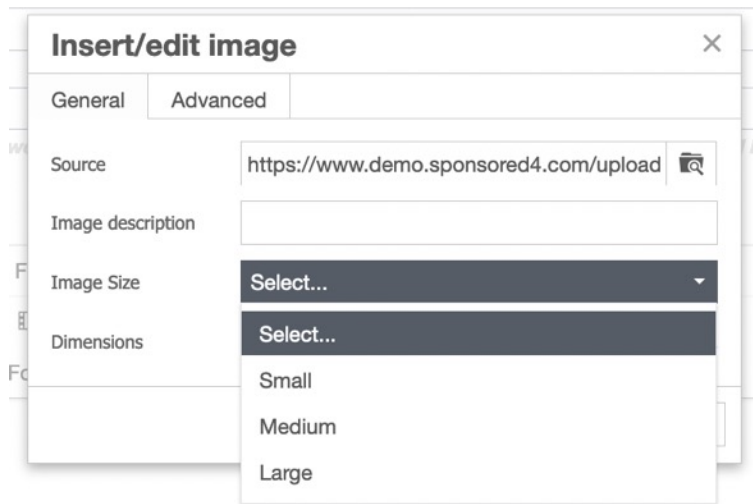 Insert/edit image
General Advanced
Source https://www.demo.sponsored4.com/upload
Image description
Image Size Select...
Dimensions Select...
Small
Medium
Large